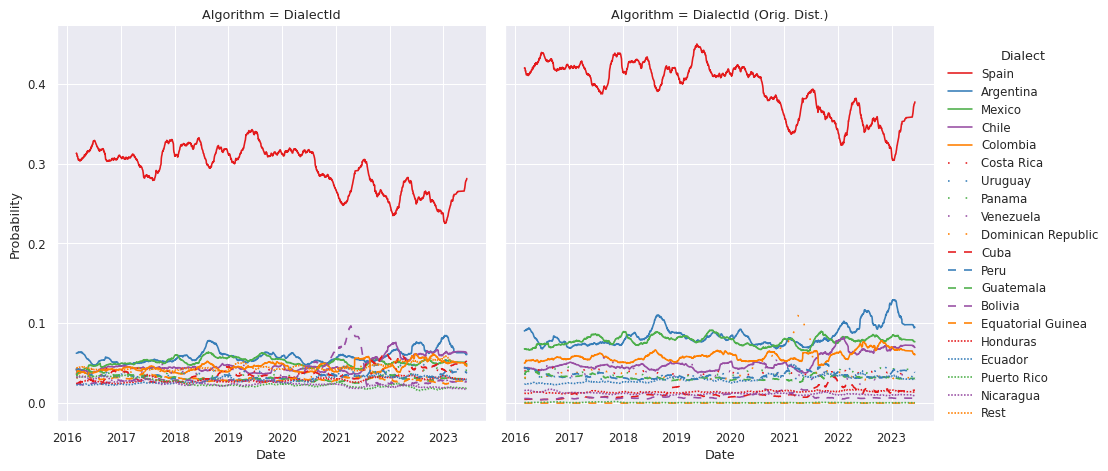 Algorithm = DialectId
Algorithm = DialectId (Orig. Dist.)
Probability
0.4
0.3
0.2
0.1
0.0
2016 2017 2018 2019 2020 2021 2022 2023
2016 2017 2018 2019 2020 2021 2022 2023
Date
Date
Dialect
Spain
Argentina
Mexico
Chile
Colombia
Costa Rica
Uruguay
Panama
Venezuela
Dominican Republic
Cuba
Peru
Guatemala
Bolivia
Equatorial Guinea
Honduras
Ecuador
Puerto Rico
Nicaragua
Rest